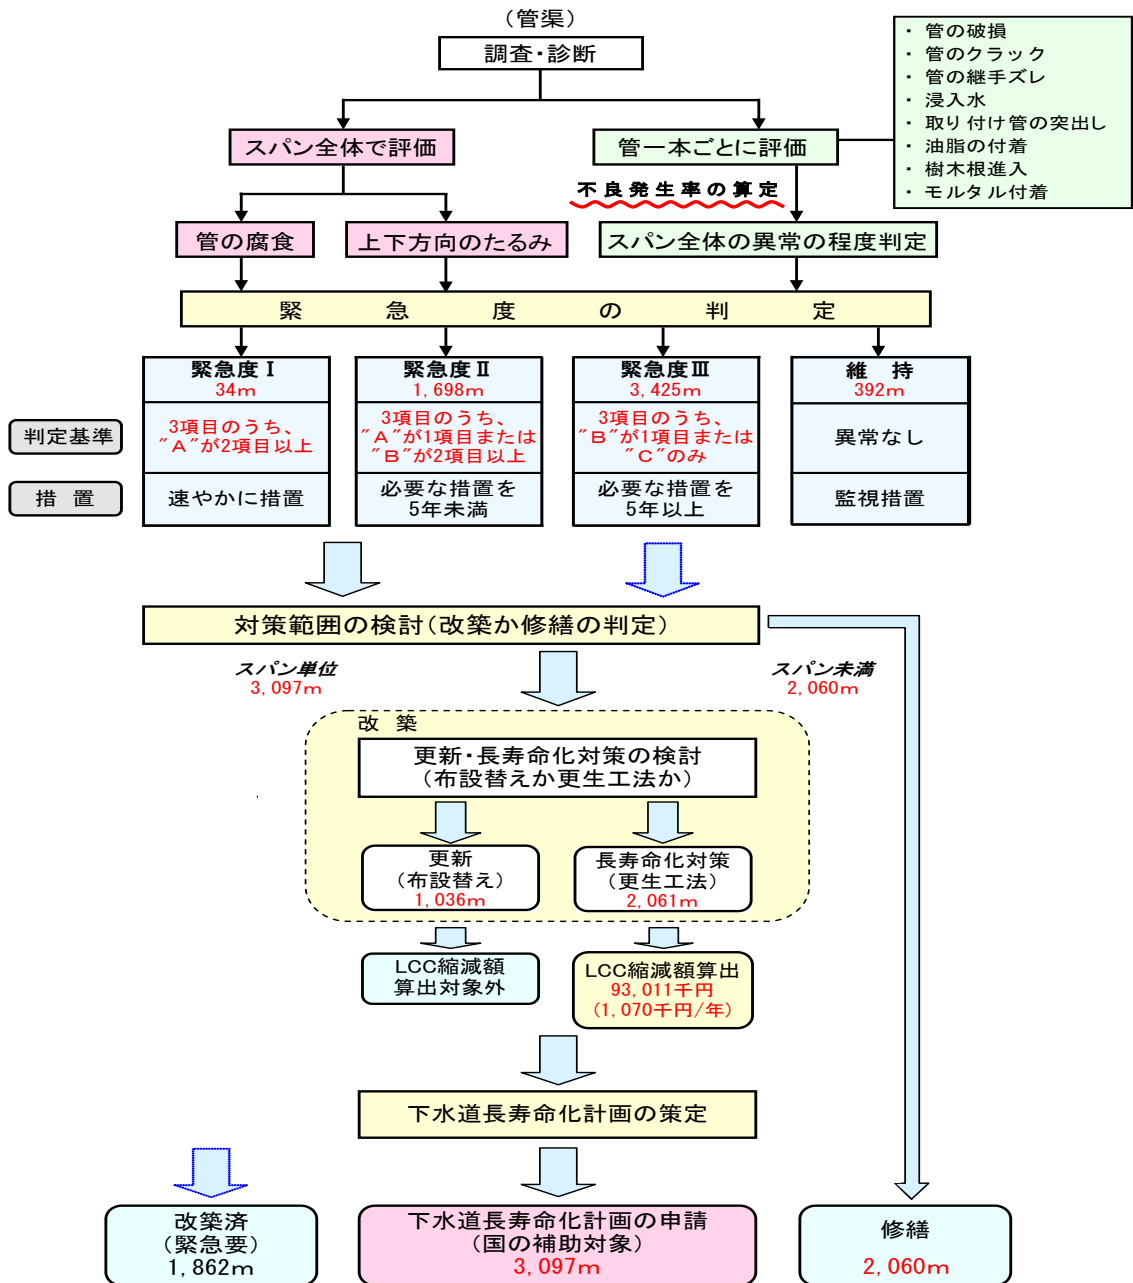 (管渠)
調査・診断
・ 管の破損
・ 管のクラック
・ 管の継手ズレ
・ 浸入水
・ 取り付け管の突出し
・ 油脂の付着
・ 樹木根進入
・ モルタル付着
スパン全体で評価
管一本ごとに評価
不良発生率の算定
管の腐食
上下方向のたるみ
スパン全体の異常の程度判定
緊急度の判定
緊急度Ⅰ
34m
緊急度Ⅱ
1,698m
緊急度Ⅲ
3,425m
維 持
392m
判定基準
3項目のうち、
"A"が2項目以上
3項目のうち、
"A"が1項目または
"B"が2項目以上
3項目のうち、
"B"が1項目または
"C"のみ
異常なし
措 置
速やかに措置
必要な措置を
5年未満
必要な措置を
5年以上
監視措置
対策範囲の検討(改築か修繕の判定)
スパン単位
3,097m
スパン未満
2,060m
改 築
更新・長寿命化対策の検討
(布設替えか更生工法か)
更新
(布設替え)
1,036m
長寿命化対策
(更生工法)
2,061m
LCC縮減額
算出対象外
LCC縮減額算出
93,011千円
(1,070千円/年)
下水道長寿命化計画の策定
改築済
(緊急要)
1,862m
下水道長寿命化計画の申請
(国の補助対象)
3,097m
修繕
2,060m